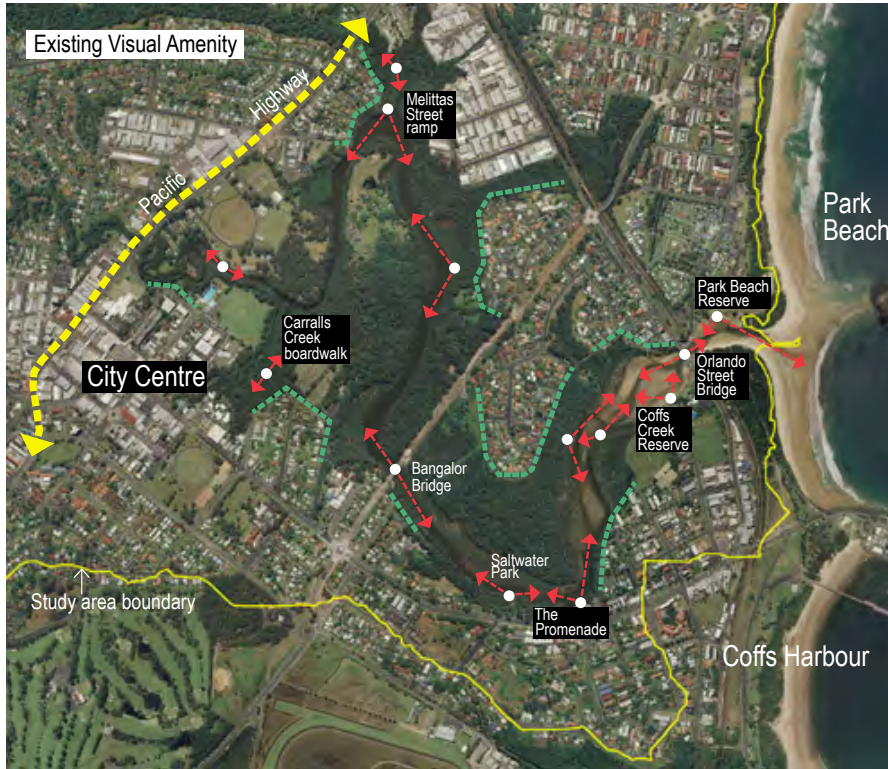 Existing Visual Amenity
Pacific
Highway
Melittas
Street
ramp
Park
Beach
Park Beach
Reserve
Carralls
Creek
boardwalk
City Centre
Orlando
Street
Bridge
Coffs
Creek
Reserve
Bangalor
Bridge
Saltwater
Park
Study area boundary
The
Promenade
Coffs Harbour